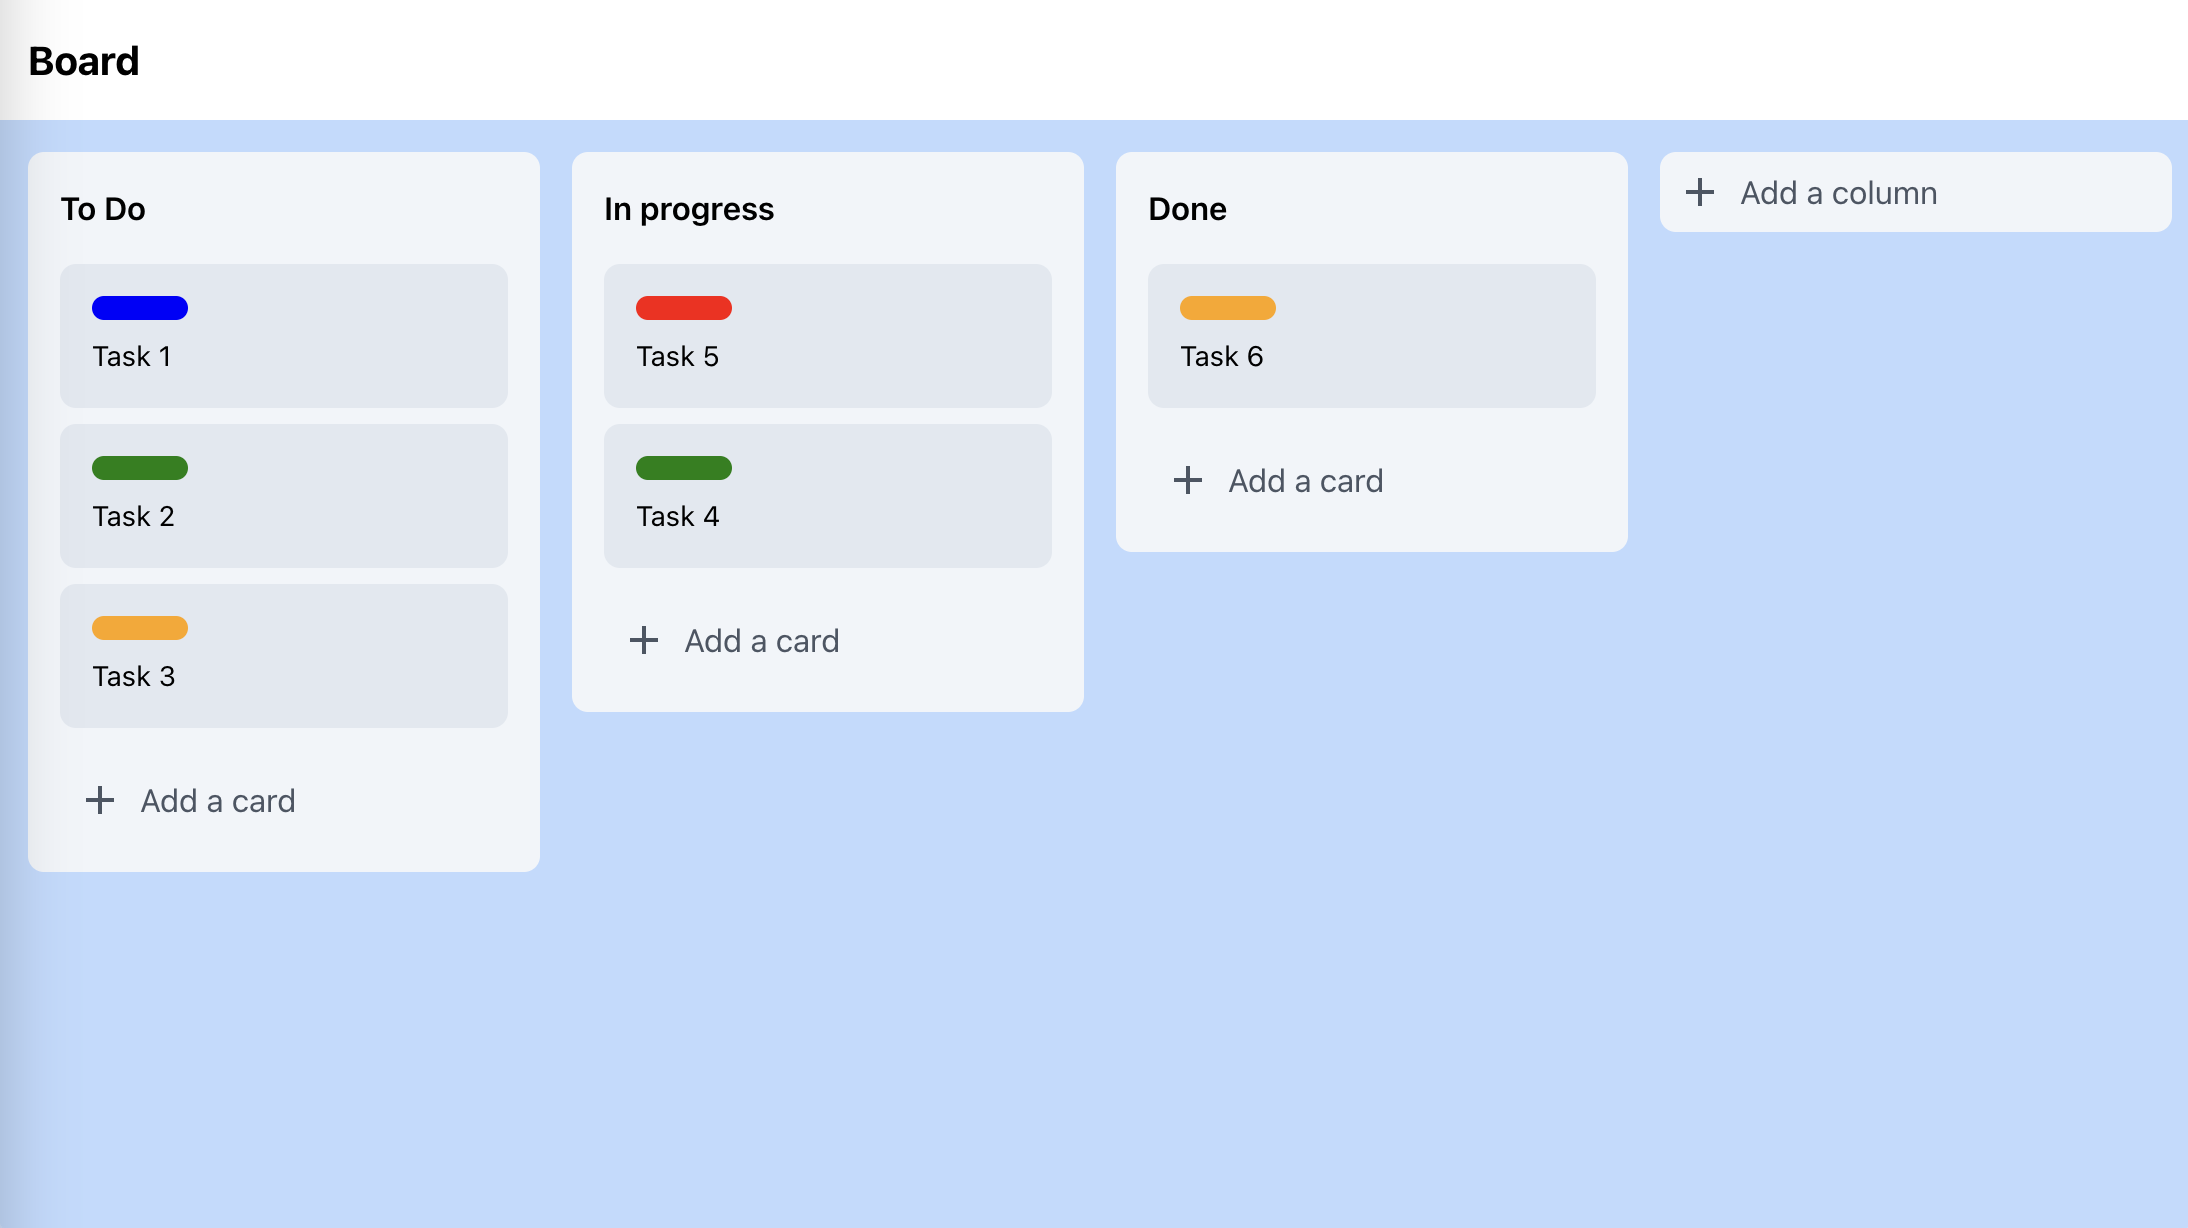 Board
To Do
Task 1
Task 2
Task 3
Add a card
In progress
Task 5
Task 4
Add a card
Done
Task 6
Add a card
Add a column